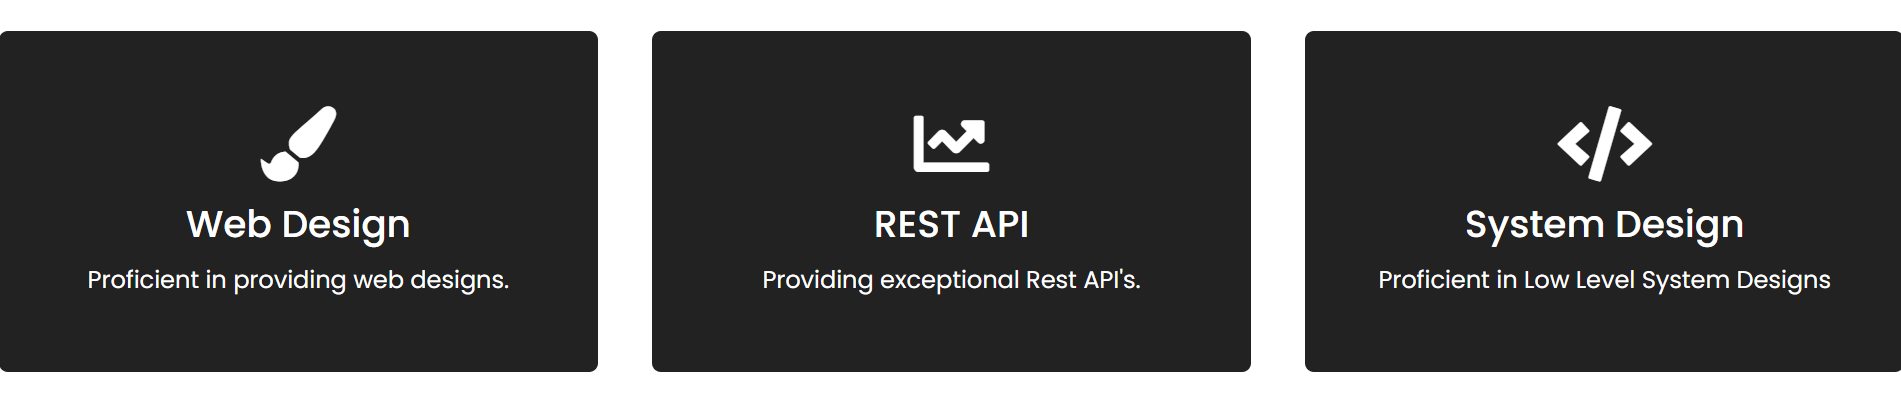 Web Design
Proficient in providing web designs.
REST API
Providing exceptional Rest API's.
System Design
Proficient in Low Level System Designs